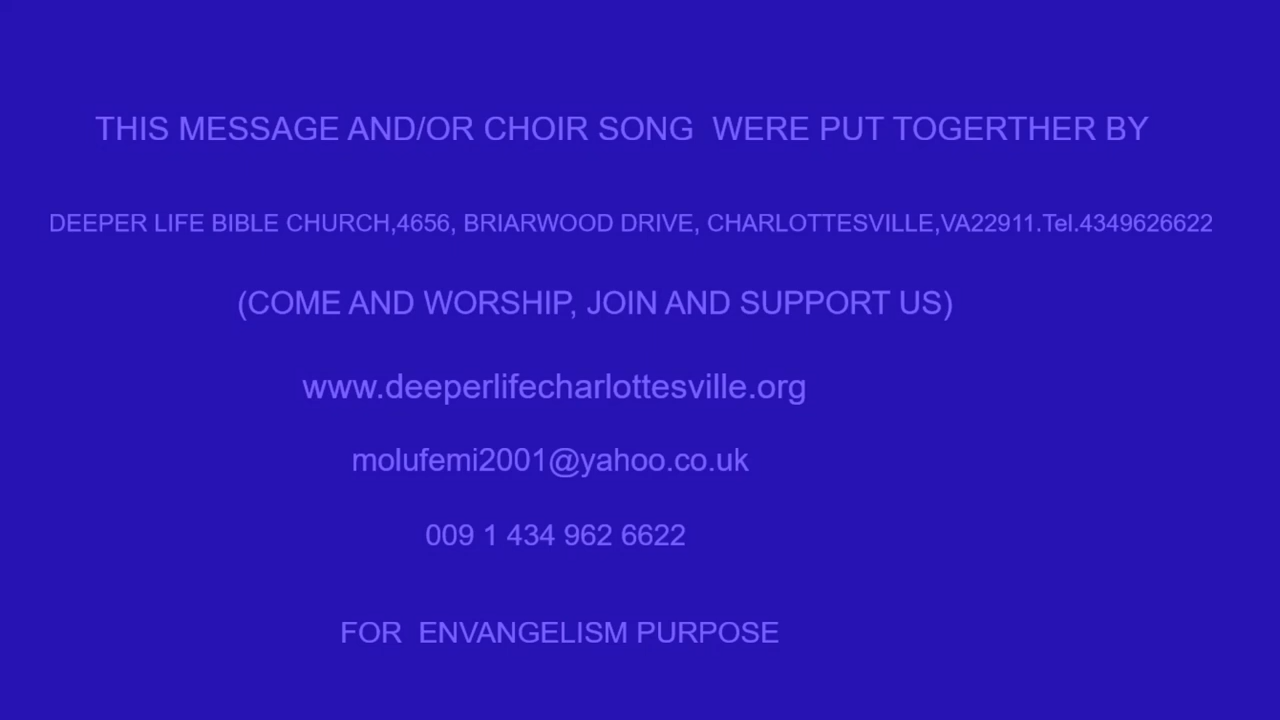 THIS MESSAGE AND/OR CHOIR SONG  WERE PUT TOGERTHER BY
DEEPER LIFE BIBLE CHURCH,4656, BRIARWOOD DRIVE, CHARLOTTESVILLE,VA22911.Tel.4349626622
(COME AND WORSHIP, JOIN AND SUPPORT US)
www.deeperlifecharlottesville.org
molufemi2001@yahoo.co.uk
009 1 434 962 6622
FOR  ENVANGELISM PURPOSE